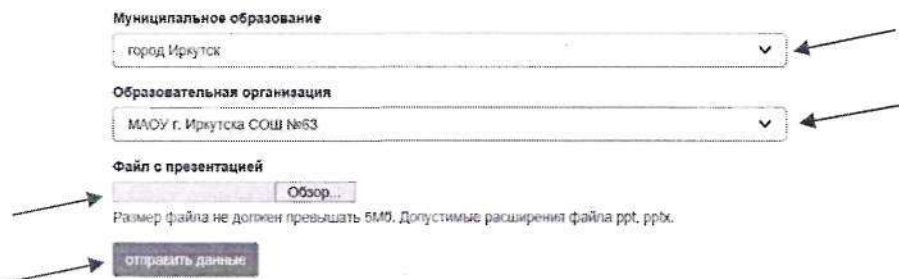 Муниципальное образование
город Иркутск
Образовательная организация
МАОУ г. Иркутска СОШ №63
Файл с презентацией
Обзор...
Размер файла не должен превышать 5Мб. Допустимые расширения файла ppt, pptx.
отправить данные